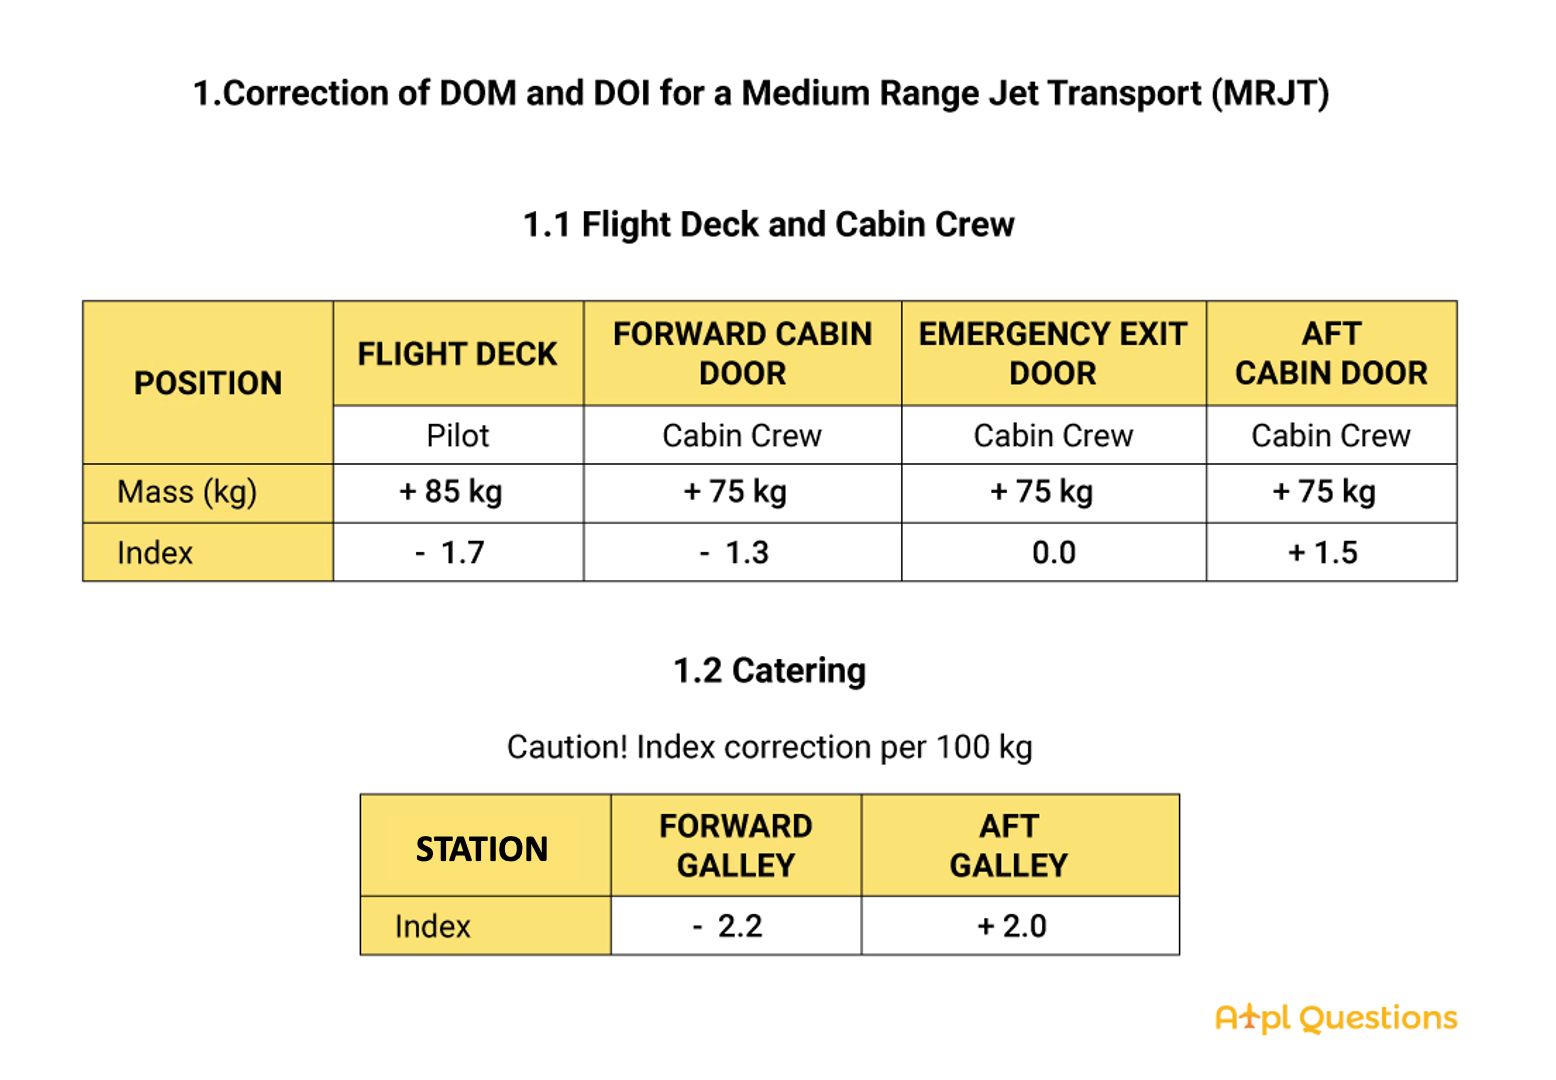 1.Correction of DOM and DOI for a Medium Range Jet Transport (MRJT)
1.1 Flight Deck and Cabin Crew
POSITION
FLIGHT DECK
FORWARD CABIN
DOOR
EMERGENCY EXIT
DOOR
AFT
CABIN DOOR
Pilot
Cabin Crew
Cabin Crew
Cabin Crew
Mass (kg)
+ 85 kg
+ 75 kg
+ 75 kg
+ 75 kg
Index
- 1.7
- 1.3
0.0
+ 1.5
1.2 Catering
Caution! Index correction per 100 kg
STATION
FORWARD
GALLEY
AFT
GALLEY
Index
- 2.2
+ 2.0
Atpl Questions